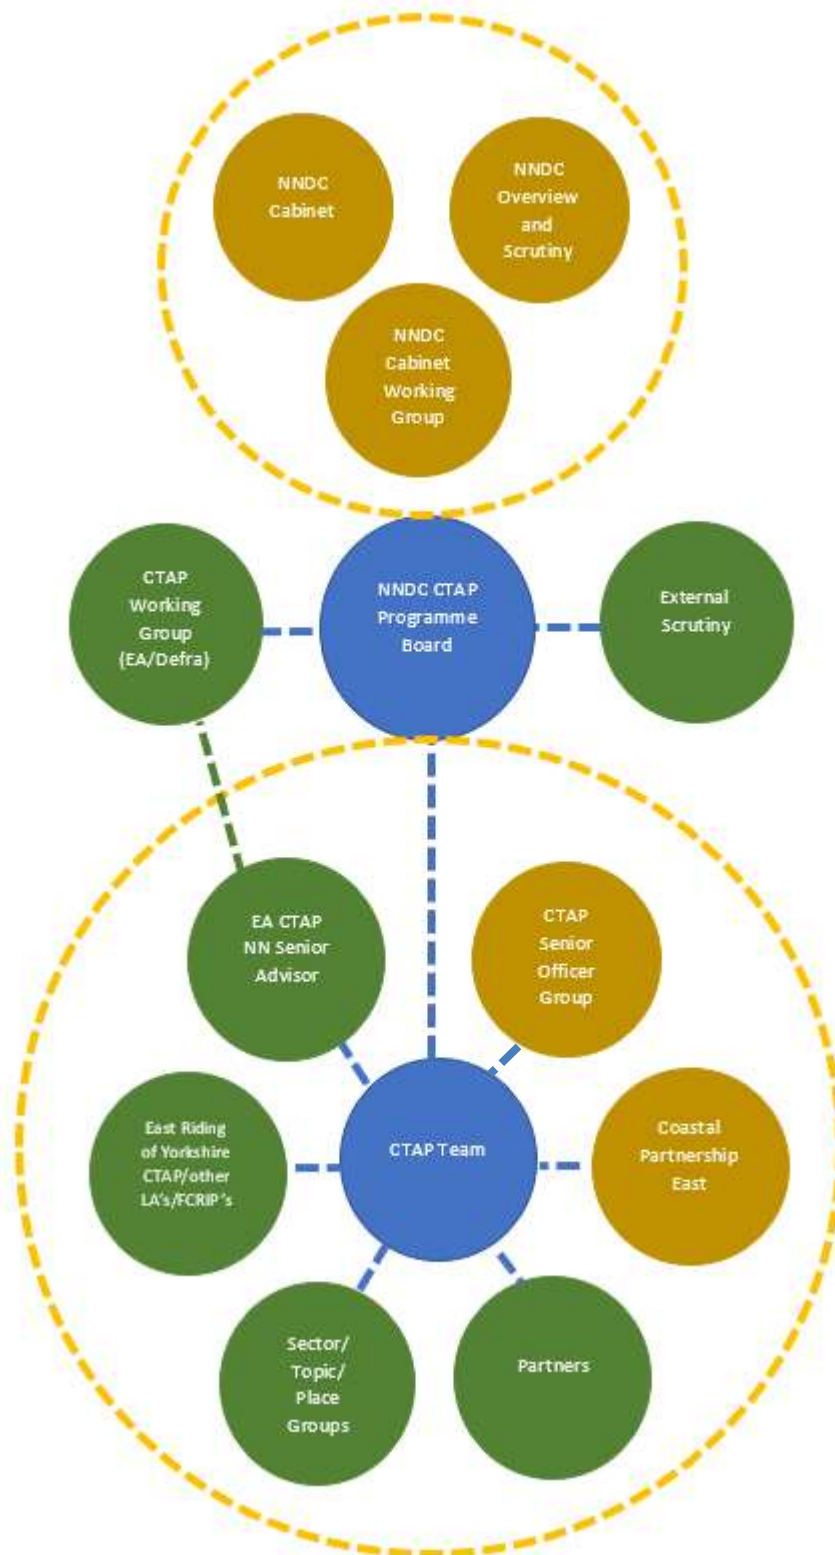 NNDC
Cabinet
NNDC
Overview
and
Scrutiny
NNDC
Cabinet
Working
Group
CTAP
Working
Group
(EA/Defra)
NNDC CTAP
Programme
Board
External
Scrutiny
EA CTAP
NN Senior
Advisor
CTAP
Senior
Officer
Group
East Riding
of Yorkshire
CTAP/other
LA's/FCRIP's
CTAP Team
Coastal
Partnership
East
Sector/
Topic/
Place
Groups
Partners